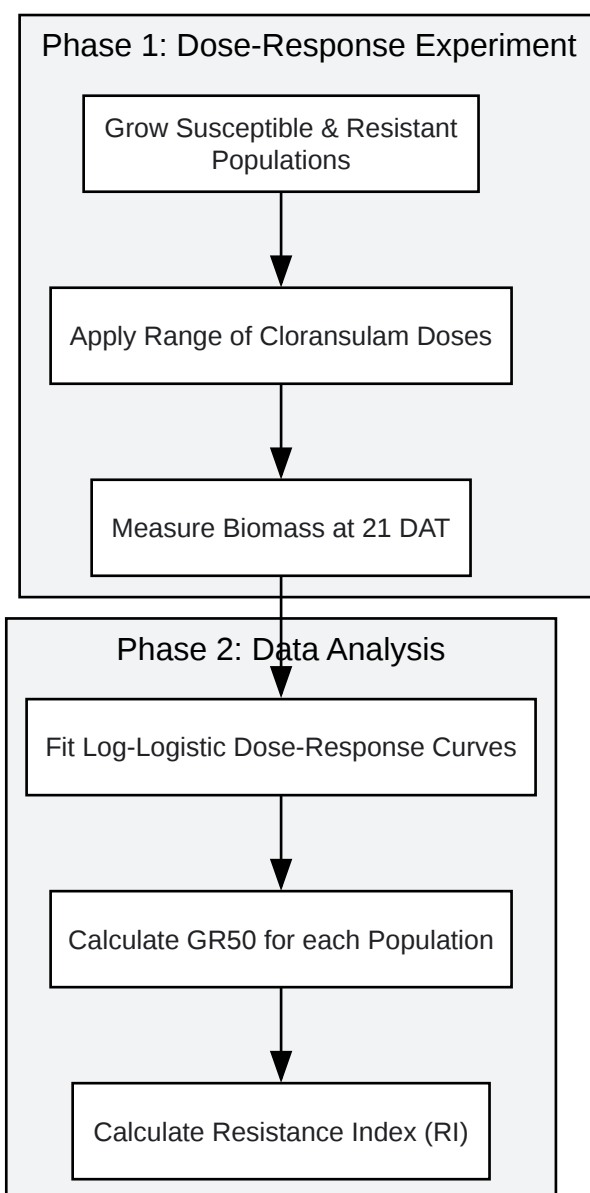 Phase 1: Dose-Response Experiment
Grow Susceptible & Resistant
Populations
Apply Range of Cloransulam Doses
Measure Biomass at 21 DAT
Phase 2: Data Analysis
Fit Log-Logistic Dose-Response Curves
Calculate GR50 for each Population
Calculate Resistance Index (RI)